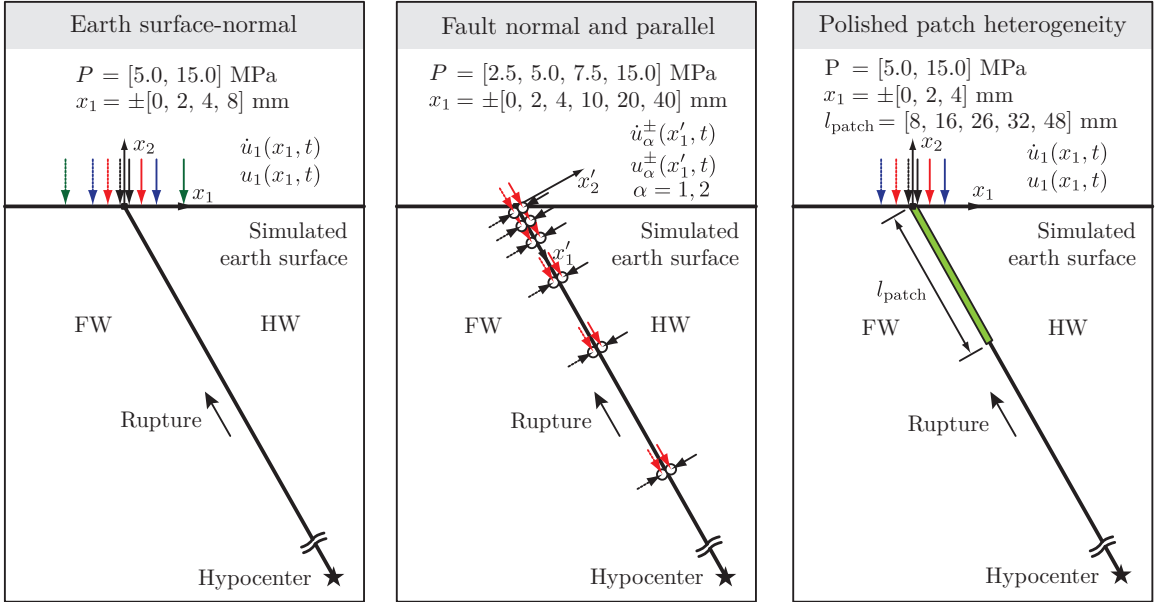 Earth surface-normal
P = [5.0, 15.0] MPa
x₁ = ±[0, 2, 4, 8] mm
x₂
u̇₁(x₁, t)
u₁(x₁, t)
x₁
Simulated
earth surface
FW
HW
Rupture
Hypocenter
Fault normal and parallel
P = [2.5, 5.0, 7.5, 15.0] MPa
x₁ = ±[0, 2, 4, 10, 20, 40] mm
u̇±α(x′₁, t)
u±α(x′₁, t)
α = 1, 2
x′₂
x′₁
Simulated
earth surface
FW
HW
Rupture
Hypocenter
Polished patch heterogeneity
P = [5.0, 15.0] MPa
x₁ = ±[0, 2, 4] mm
lpatch = [8, 16, 26, 32, 48] mm
x₂
u̇₁(x₁, t)
u₁(x₁, t)
x₁
Simulated
earth surface
lpatch
FW
HW
Rupture
Hypocenter